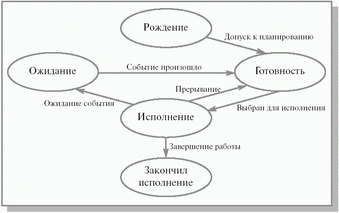 Рождение
Допуск к планированию
Ожидание
Событие произошло
Готовность
Прерывание
Ожидание события
Выбран для исполнения
Исполнение
Завершение работы
Закончил
исполнение